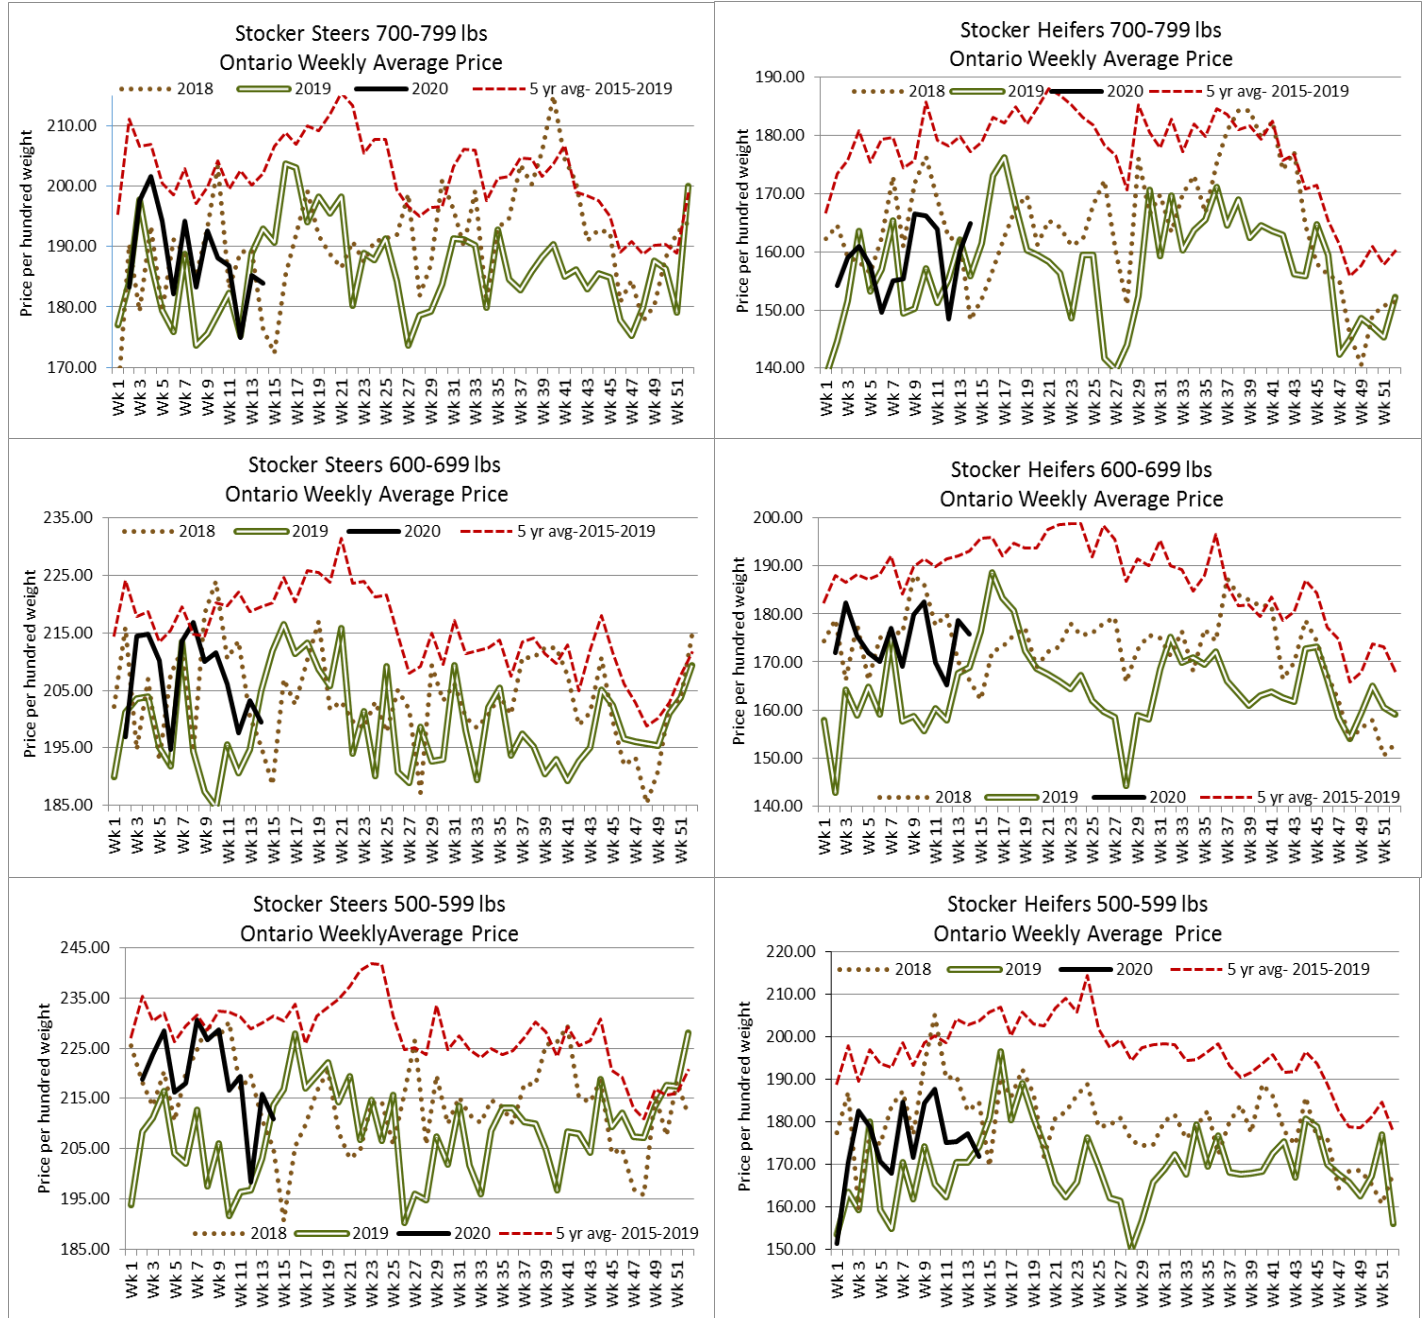 Stocker Steers 700-799 lbs
Ontario Weekly Average Price
2018 2019 2020 5 yr avg- 2015-2019
Price per hundred weight
210.00
200.00
190.00
180.00
170.00
Wk 1 Wk 3 Wk 5 Wk 7 Wk 9 Wk 11 Wk 13 Wk 15 Wk 17 Wk 19 Wk 21 Wk 23 Wk 25 Wk 27 Wk 29 Wk 31 Wk 33 Wk 35 Wk 37 Wk 39 Wk 41 Wk 43 Wk 45 Wk 47 Wk 49 Wk 51
Stocker Heifers 700-799 lbs
Ontario Weekly Average Price
2018 2019 2020 5 yr avg- 2015-2019
Price per hundred weight
190.00
180.00
170.00
160.00
150.00
140.00
Wk 1 Wk 3 Wk 5 Wk 7 Wk 9 Wk 11 Wk 13 Wk 15 Wk 17 Wk 19 Wk 21 Wk 23 Wk 25 Wk 27 Wk 29 Wk 31 Wk 33 Wk 35 Wk 37 Wk 39 Wk 41 Wk 43 Wk 45 Wk 47 Wk 49 Wk 51
Stocker Steers 600-699 lbs
Ontario Weekly Average Price
2018 2019 2020 5 yr avg-2015-2019
Price per hundred weight
235.00
225.00
215.00
205.00
195.00
185.00
Wk 1 Wk 3 Wk 5 Wk 7 Wk 9 Wk 11 Wk 13 Wk 15 Wk 17 Wk 19 Wk 21 Wk 23 Wk 25 Wk 27 Wk 29 Wk 31 Wk 33 Wk 35 Wk 37 Wk 39 Wk 41 Wk 43 Wk 45 Wk 47 Wk 49 Wk 51
Stocker Heifers 600-699 lbs
Ontario Weekly Average Price
Price per hundred weight
200.00
190.00
180.00
170.00
160.00
150.00
140.00
2018 2019 2020 5 yr avg- 2015-2019
Wk 1 Wk 3 Wk 5 Wk 7 Wk 9 Wk 11 Wk 13 Wk 15 Wk 17 Wk 19 Wk 21 Wk 23 Wk 25 Wk 27 Wk 29 Wk 31 Wk 33 Wk 35 Wk 37 Wk 39 Wk 41 Wk 43 Wk 45 Wk 47 Wk 49 Wk 51
Stocker Steers 500-599 lbs
Ontario WeeklyAverage Price
Price per hundred weight
245.00
235.00
225.00
215.00
205.00
195.00
185.00
2018 2019 2020 5 yr avg- 2015-2019
Wk 1 Wk 3 Wk 5 Wk 7 Wk 9 Wk 11 Wk 13 Wk 15 Wk 17 Wk 19 Wk 21 Wk 23 Wk 25 Wk 27 Wk 29 Wk 31 Wk 33 Wk 35 Wk 37 Wk 39 Wk 41 Wk 43 Wk 45 Wk 47 Wk 49 Wk 51
Stocker Heifers 500-599 lbs
Ontario Weekly Average Price
2018 2019 2020 5 yr avg- 2015-2019
Price per hundred weight
220.00
210.00
200.00
190.00
180.00
170.00
160.00
150.00
Wk 1 Wk 3 Wk 5 Wk 7 Wk 9 Wk 11 Wk 13 Wk 15 Wk 17 Wk 19 Wk 21 Wk 23 Wk 25 Wk 27 Wk 29 Wk 31 Wk 33 Wk 35 Wk 37 Wk 39 Wk 41 Wk 43 Wk 45 Wk 47 Wk 49 Wk 51